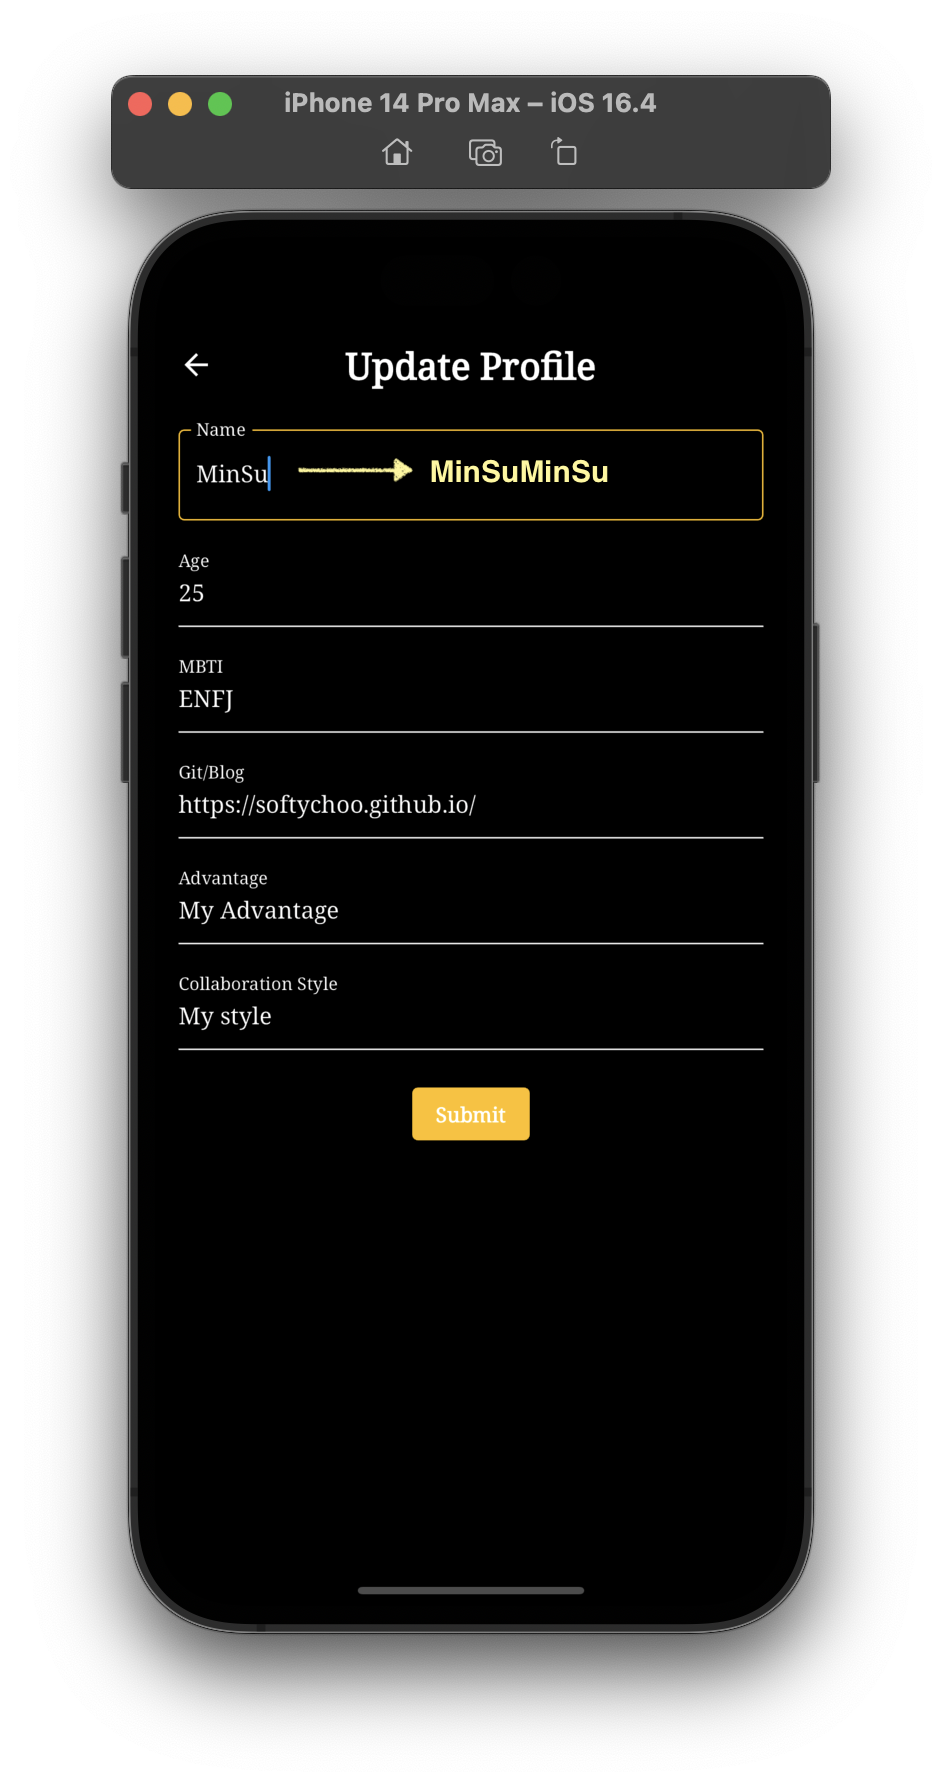 iPhone 14 Pro Max – iOS 16.4
Update Profile
Name
MinSu MinSuMinSu
Age
25
MBTI
ENFJ
Git/Blog
https://softychoo.github.io/
Advantage
My Advantage
Collaboration Style
My style
Submit